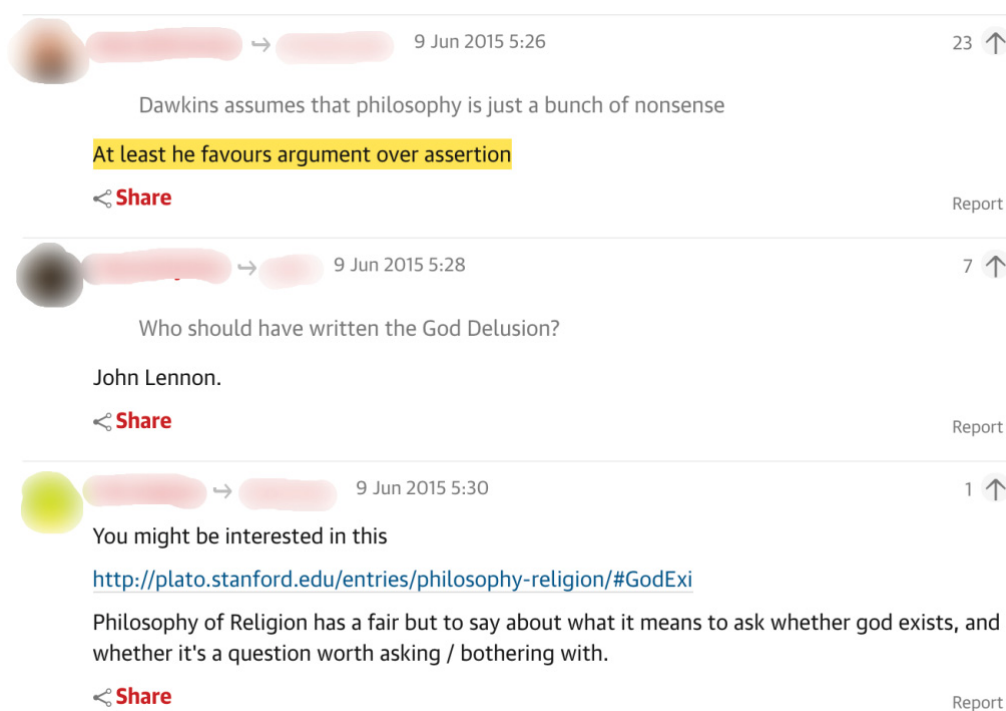 9 Jun 2015 5:26
23
Dawkins assumes that philosophy is just a bunch of nonsense
At least he favours argument over assertion
Share
Report
9 Jun 2015 5:28
7
Who should have written the God Delusion?
John Lennon.
Share
Report
9 Jun 2015 5:30
1
You might be interested in this
http://plato.stanford.edu/entries/philosophy-religion/#GodExi
Philosophy of Religion has a fair but to say about what it means to ask whether god exists, and
whether it's a question worth asking / bothering with.
Share
Report